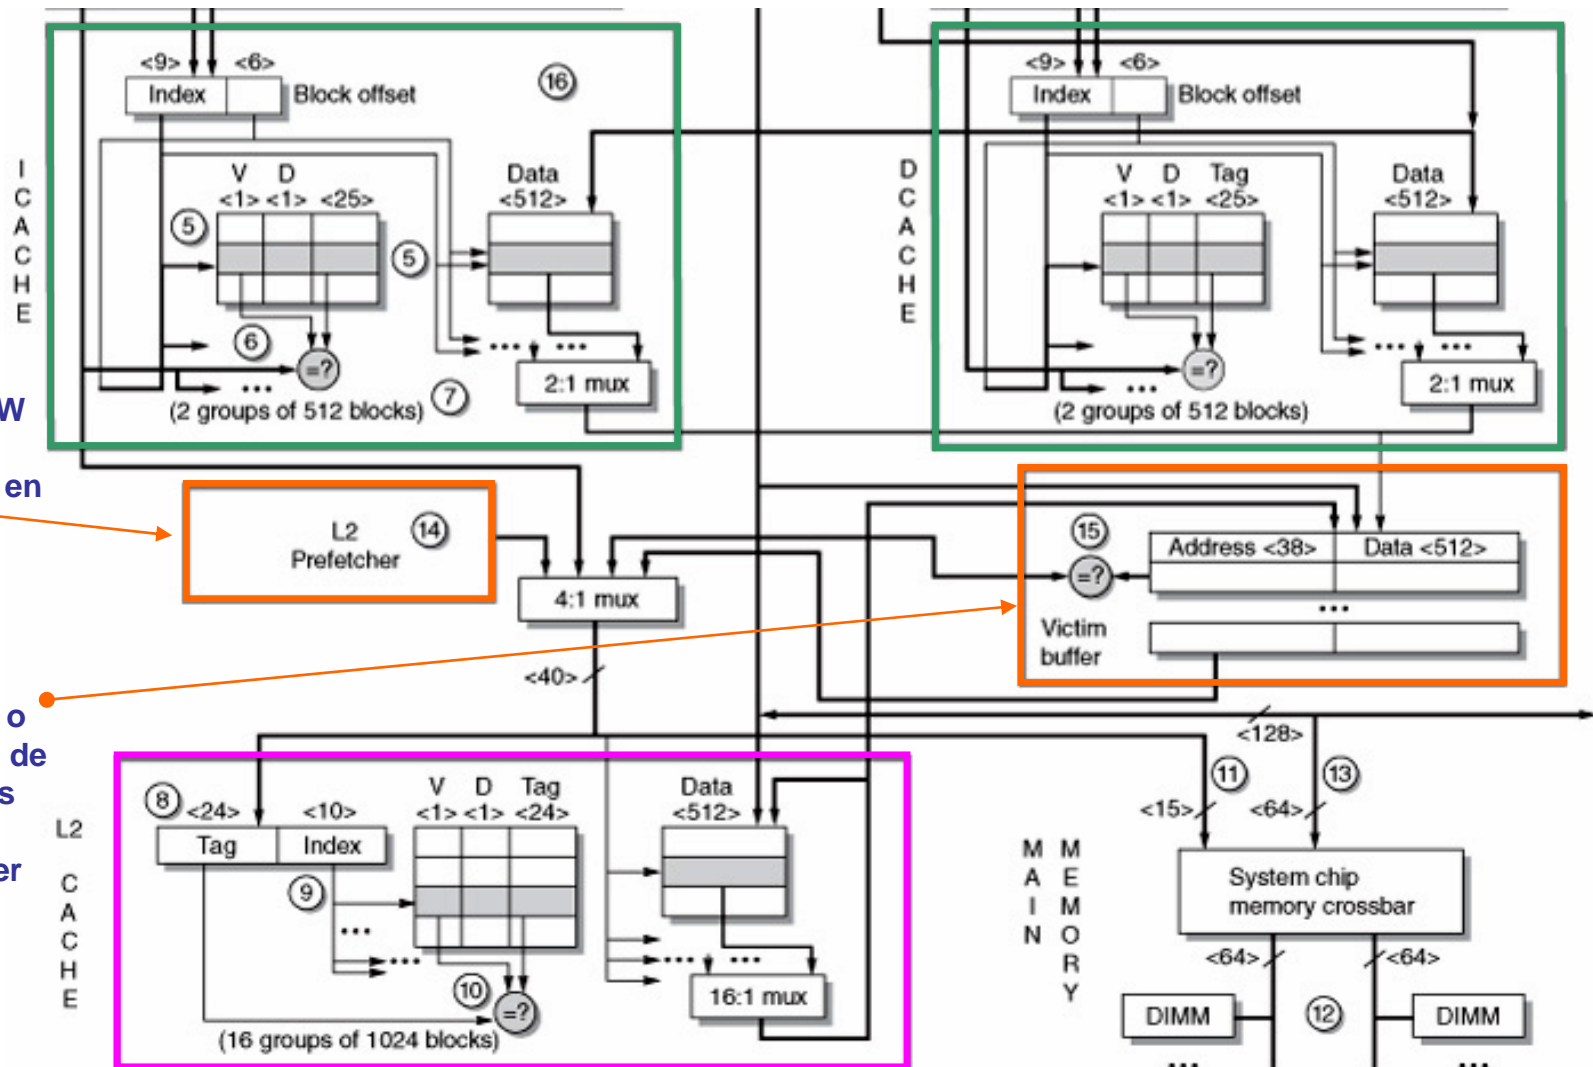 <9> <6>
Index Block offset
16
V D Data
<1> <1> <25> <512>
5
5
6
=?
2:1 mux
7
(2 groups of 512 blocks)
I
C
A
C
H
E
<9> <6>
Index Block offset
V D Tag Data
<1> <1> <25> <512>
=?
2:1 mux
(2 groups of 512 blocks)
D
C
A
C
H
E
W
en
L2
Prefetcher
14
4:1 mux
<40>
15
Address <38> Data <512>
=?
Victim
buffer
o
de
s
er
<128>
L2
C
A
C
H
E
8
<24> <10>
Tag Index
9
V D Tag Data
<1> <1> <24> <512>
10
=?
16:1 mux
(16 groups of 1024 blocks)
M
A
I
N
M
E
M
O
R
Y
11
13
<15> <64>
System chip
memory crossbar
<64> <64>
DIMM
12
DIMM